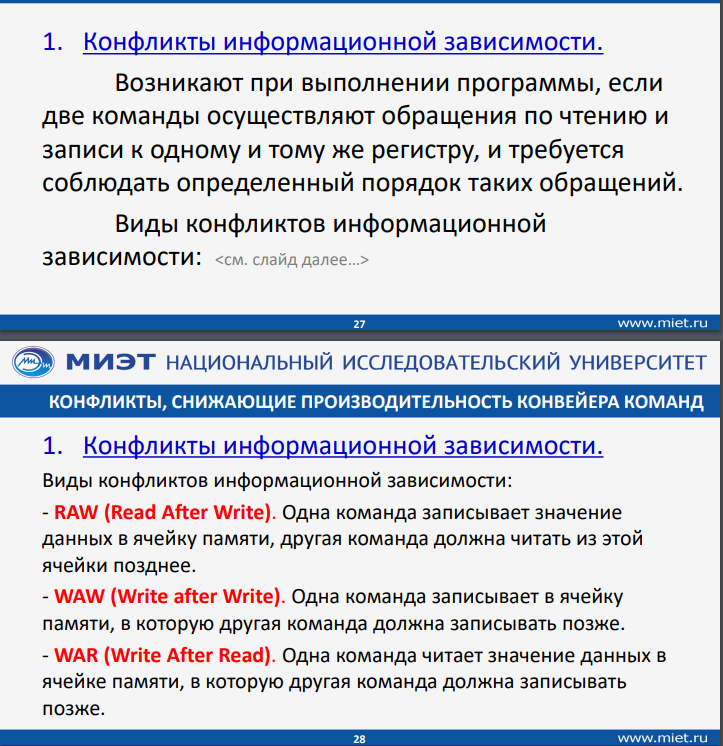 1. Конфликты информационной зависимости.
Возникают при выполнении программы, если
две команды осуществляют обращения по чтению и
записи к одному и тому же регистру, и требуется
соблюдать определенный порядок таких обращений.
Виды конфликтов информационной
зависимости: <см. слайд далее…>
27
www.miet.ru
МИЭТ НАЦИОНАЛЬНЫЙ ИССЛЕДОВАТЕЛЬСКИЙ УНИВЕРСИТЕТ
КОНФЛИКТЫ, СНИЖАЮЩИЕ ПРОИЗВОДИТЕЛЬНОСТЬ КОНВЕЙЕРА КОМАНД
1. Конфликты информационной зависимости.
Виды конфликтов информационной зависимости:
- RAW (Read After Write). Одна команда записывает значение
данных в ячейку памяти, другая команда должна читать из этой
ячейки позднее.
- WAW (Write after Write). Одна команда записывает в ячейку
памяти, в которую другая команда должна записывать позже.
- WAR (Write After Read). Одна команда читает значение данных в
ячейке памяти, в которую другая команда должна записывать
позже.
28
www.miet.ru